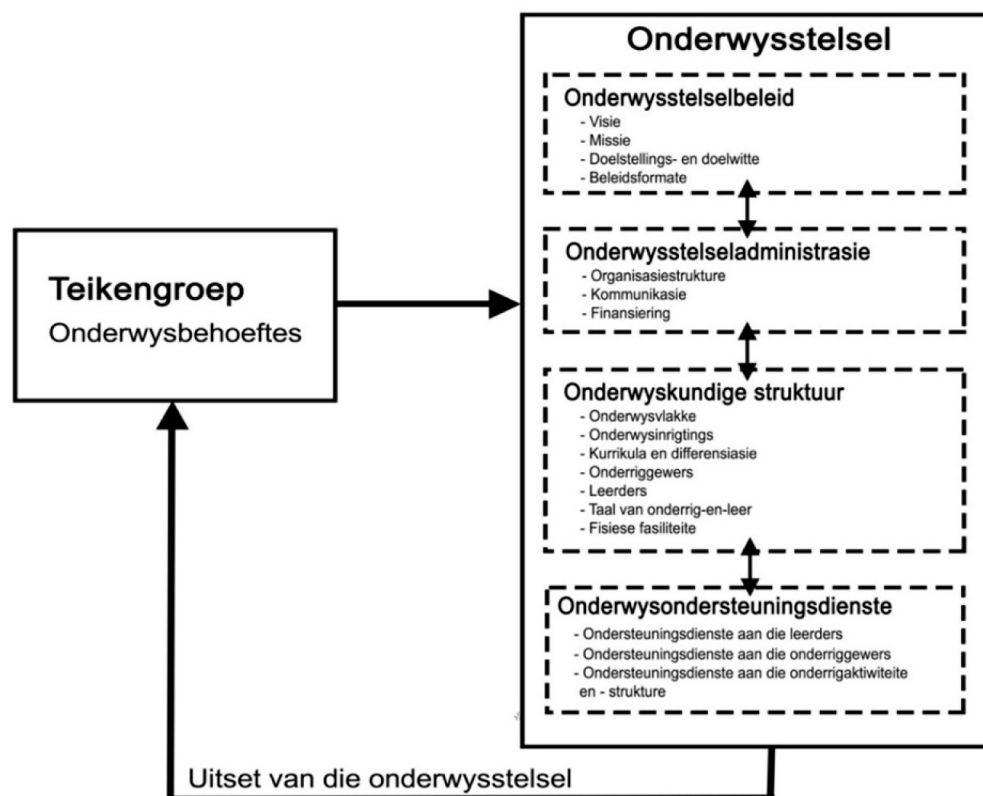 Onderwysstelsel
Onderwysstelselbeleid
- Visie
- Missie
- Doelstellings- en doelwitte
- Beleidsformate
Onderwysstelseladministrasie
- Organisasiestrukture
- Kommunikasie
- Finansiering
Teikengroep
Onderwysbehoeftes
Onderwyskundige struktuur
- Onderwysvlakke
- Onderwysinrigtings
- Kurrikula en differensiasie
- Onderriggewers
- Leerders
- Taal van onderrig-en-leer
- Fisiese fasiliteite
Onderwysondersteuningsdienste
- Ondersteuningsdienste aan die leerders
- Ondersteuningsdienste aan die onderriggewers
- Ondersteuningsdienste aan die onderrigaktiwiteite
en - strukture
Uitset van die onderwysstelsel